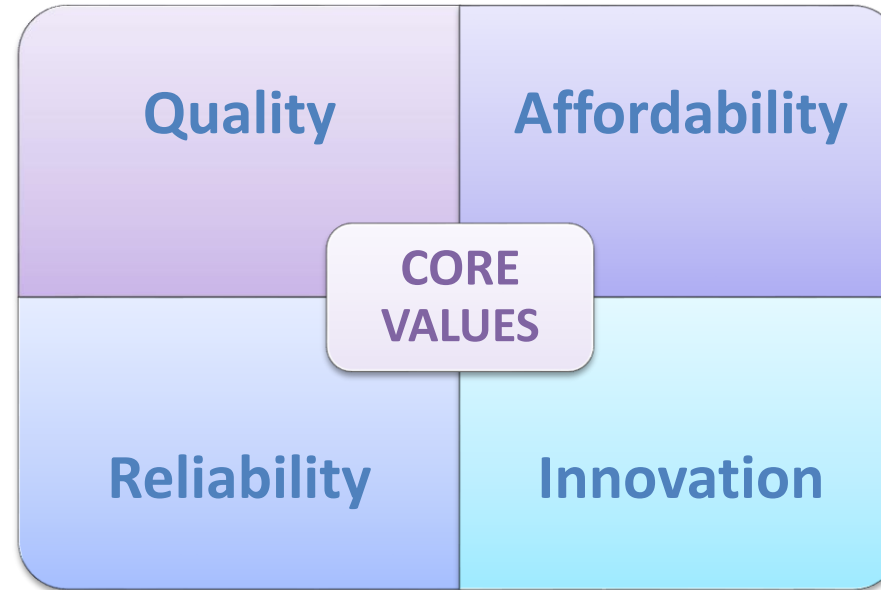 Quality
Affordability
CORE
VALUES
Reliability
Innovation